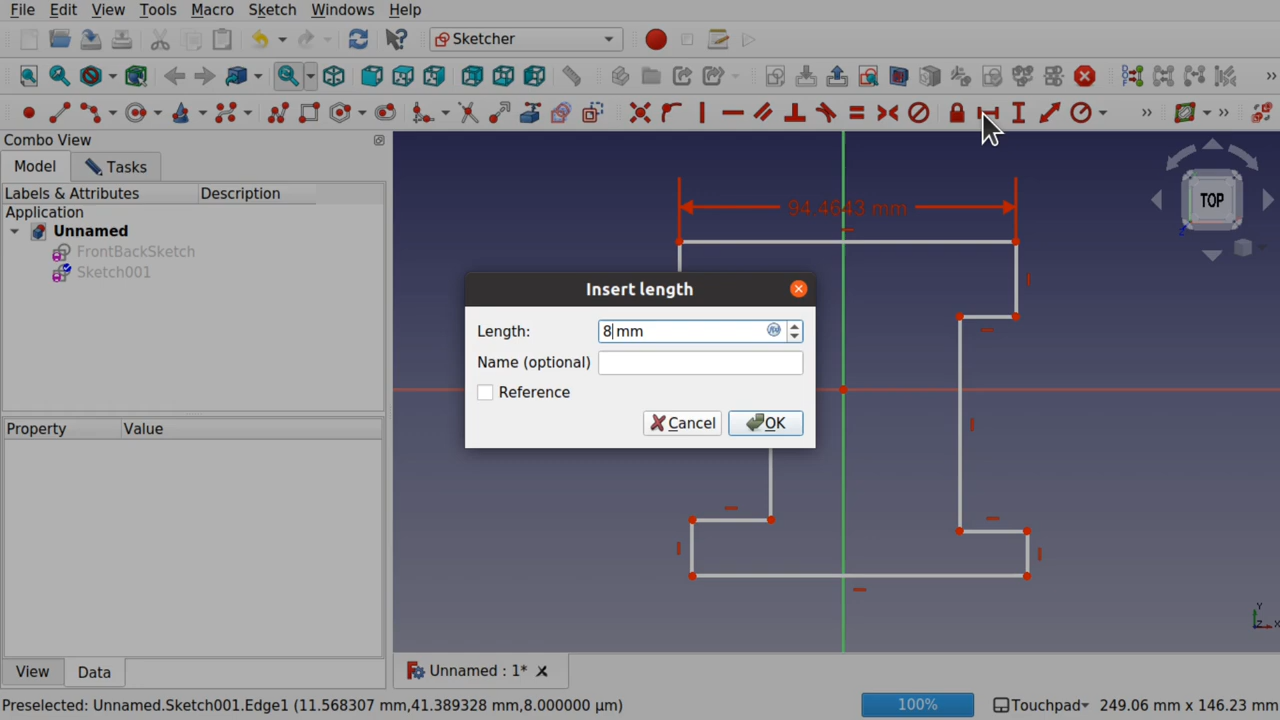 File Edit View Tools Macro Sketch Windows Help
Sketcher
Combo View
Model Tasks
Labels & Attributes Description
Application
Unnamed
FrontBackSketch
Sketch001
Property Value
View Data
94.4643 mm
TOP
Z
Insert length
Length: 8 mm
Name (optional)
Reference
Cancel OK
Y
Z X
Unnamed : 1*
Preselected: Unnamed.Sketch001.Edge1 (11.568307 mm,41.389328 mm,8.000000 μm) 100% Touchpad 249.06 mm x 146.23 mm